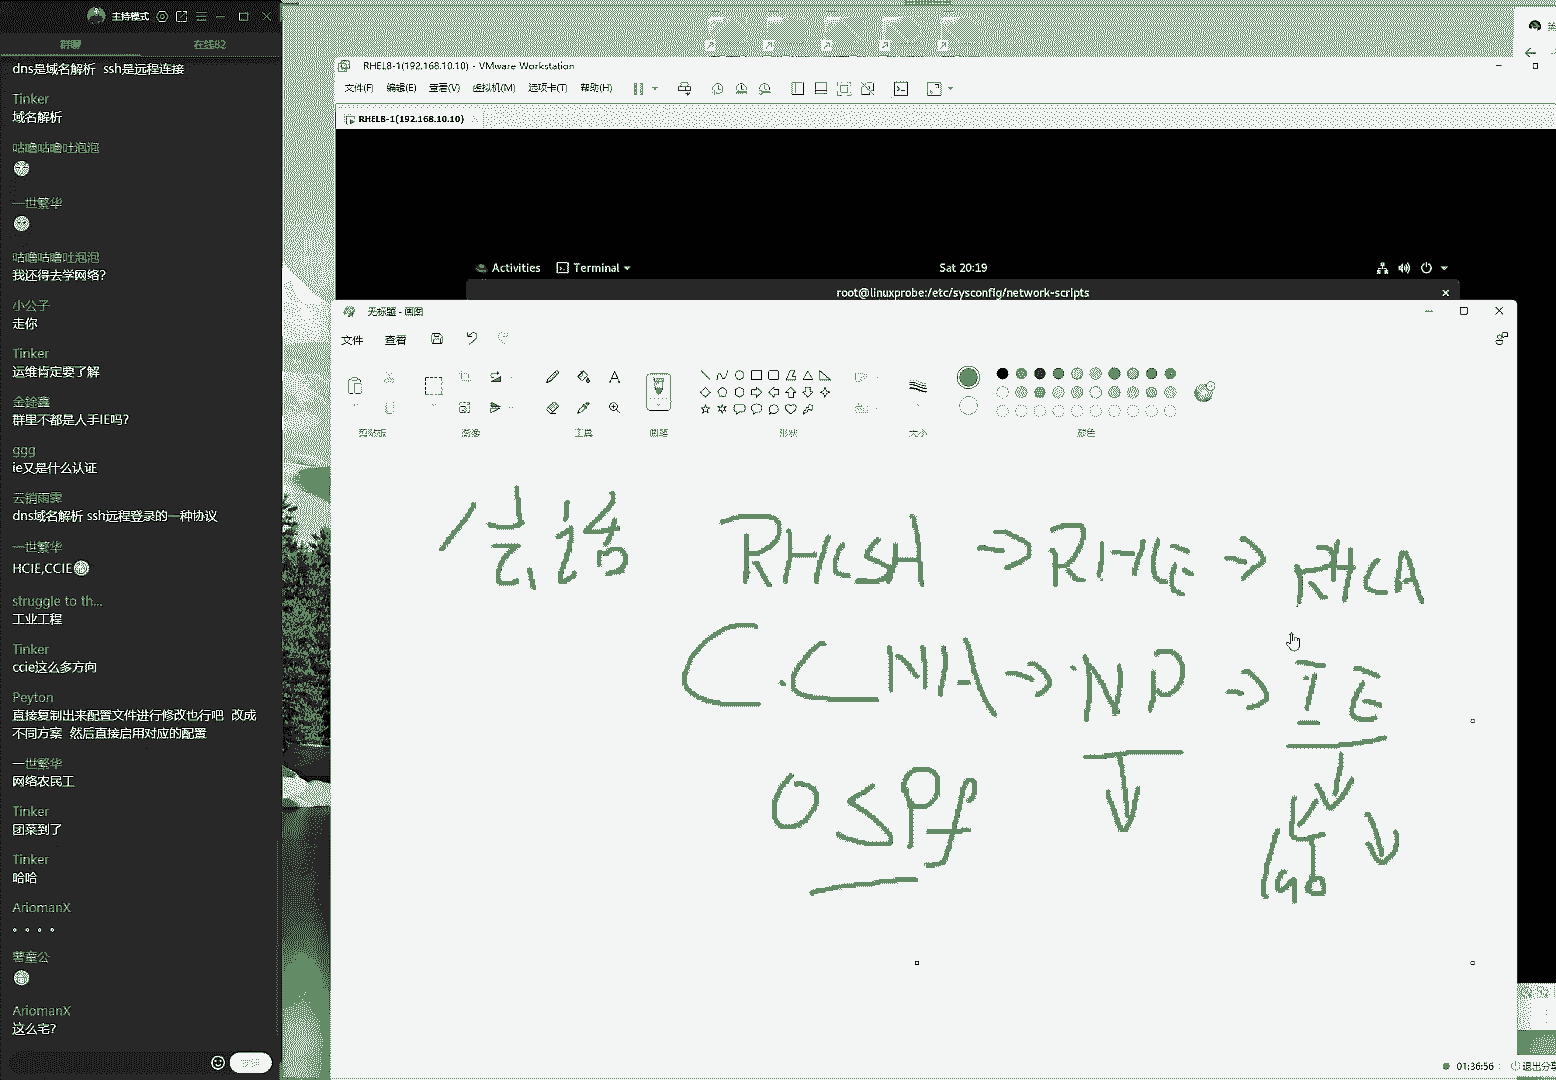 主持模式
群聊
在线82
dns是域名解析 ssh是远程连接
Tinker
域名解析
咕噜咕噜吐泡泡
一世繁华
咕噜咕噜吐泡泡
我还得去学网络?
小公子
走你
Tinker
运维肯定要了解
金馀鑫
群里不都是人手IE吗?
ggg
ie又是什么认证
云销雨霁
dns域名解析 ssh远程登录的一种协议
一世繁华
HCIE,CCIE
struggle to th...
工业工程
Tinker
ccie这么多方向
Peyton
直接复制出来配置文件进行修改也行吧 改成
不同方案 然后直接启用对应的配置
一世繁华
网络农民工
Tinker
团菜到了
Tinker
哈哈
AriomanX
。。。。
薯童公
AriomanX
这么宅?
RHEL8-1(192.168.10.10) - VMware Workstation
文件(F) 编辑(E) 查看(V) 虚拟机(M) 选项卡(T) 帮助(H)
RHEL8-1(192.168.10.10)
Activities Terminal Sat 20:19
root@linuxprobe:/etc/sysconfig/network-scripts
无标题 - 画图
文件 查看
剪贴板 图像 工具 画笔 形状 大小 颜色
RHCSH → RHCE → RHCA
CCNA → NP → IE
OSPf
01:36:56 退出分享